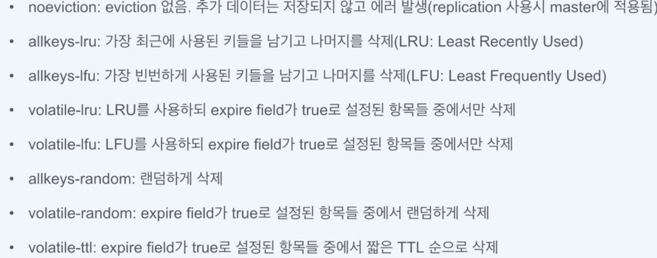 • noeviction: eviction 없음. 추가 데이터는 저장되지 않고 에러 발생(replication 사용시 master에 적용됨)
• allkeys-lru: 가장 최근에 사용된 키들을 남기고 나머지를 삭제(LRU: Least Recently Used)
• allkeys-lfu: 가장 빈번하게 사용된 키들을 남기고 나머지를 삭제(LFU: Least Frequently Used)
• volatile-lru: LRU를 사용하되 expire field가 true로 설정된 항목들 중에서만 삭제
• volatile-lfu: LFU를 사용하되 expire field가 true로 설정된 항목들 중에서만 삭제
• allkeys-random: 랜덤하게 삭제
• volatile-random: expire field가 true로 설정된 항목들 중에서 랜덤하게 삭제
• volatile-ttl: expire field가 true로 설정된 항목들 중에서 짧은 TTL 순으로 삭제